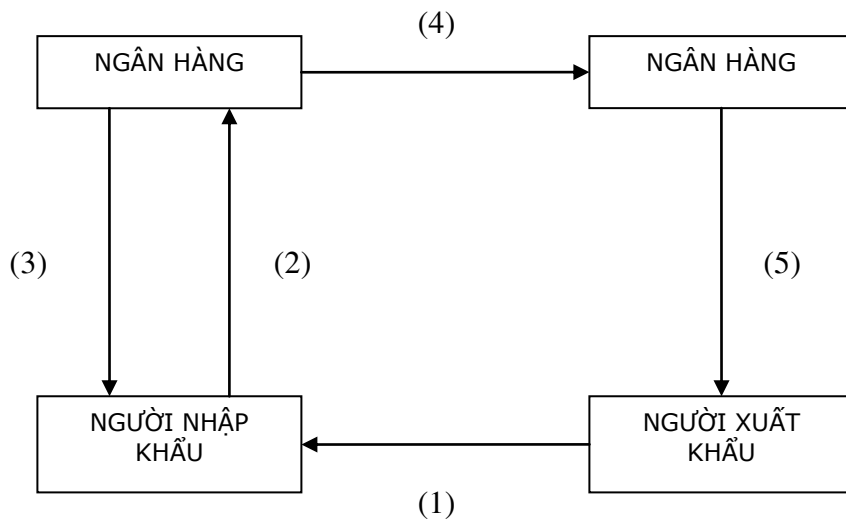 (4)
NGÂN HÀNG
NGÂN HÀNG
(3)
(2)
(5)
NGƯỜI NHẬP
KHẨU
NGƯỜI XUẤT
KHẨU
(1)